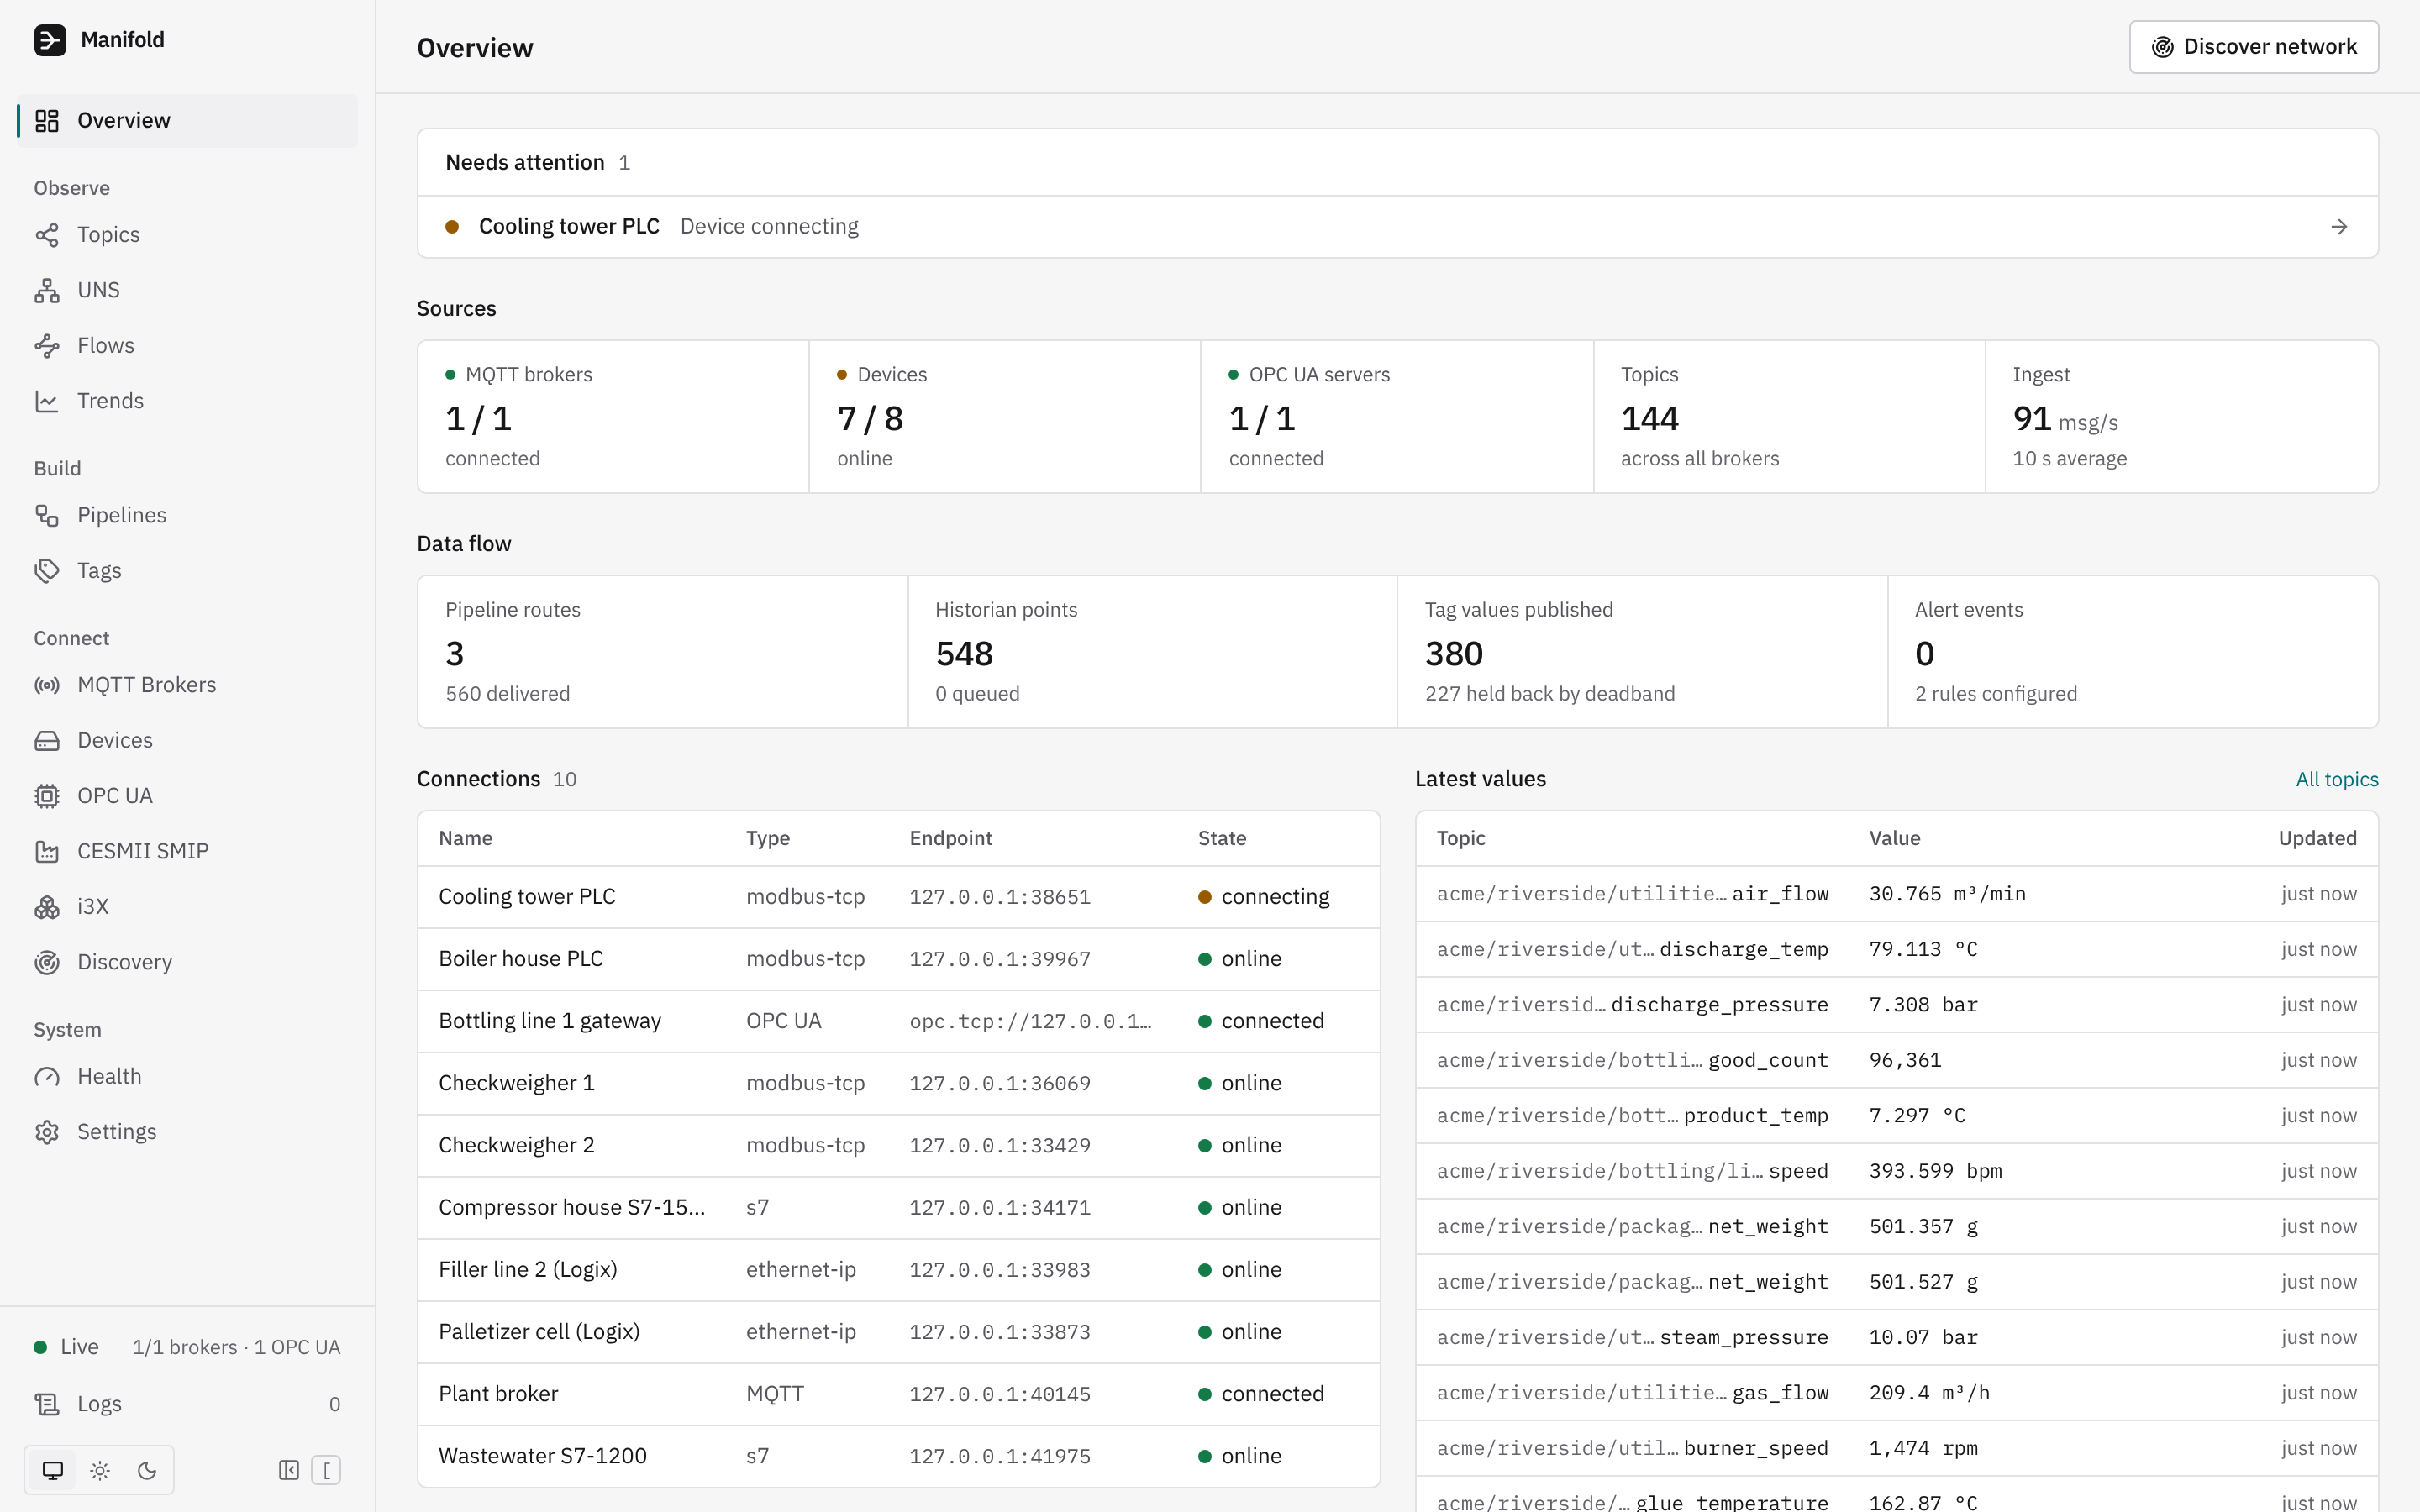 Manifold
Overview
Observe
Topics
UNS
Flows
Trends
Build
Pipelines
Tags
Connect
MQTT Brokers
Devices
OPC UA
CESMII SMIP
i3X
Discovery
System
Health
Settings
Live 1/1 brokers · 1 OPC UA
Logs 0
[
Overview
Discover network
Needs attention 1
Cooling tower PLC Device connecting
Sources
MQTT brokers
1 / 1
connected
Devices
7 / 8
online
OPC UA servers
1 / 1
connected
Topics
144
across all brokers
Ingest
91 msg/s
10 s average
Data flow
Pipeline routes
3
560 delivered
Historian points
548
0 queued
Tag values published
380
227 held back by deadband
Alert events
0
2 rules configured
Connections 10
Name Type Endpoint State
Cooling tower PLC modbus-tcp 127.0.0.1:38651 connecting
Boiler house PLC modbus-tcp 127.0.0.1:39967 online
Bottling line 1 gateway OPC UA opc.tcp://127.0.0.1… connected
Checkweigher 1 modbus-tcp 127.0.0.1:36069 online
Checkweigher 2 modbus-tcp 127.0.0.1:33429 online
Compressor house S7-15… s7 127.0.0.1:34171 online
Filler line 2 (Logix) ethernet-ip 127.0.0.1:33983 online
Palletizer cell (Logix) ethernet-ip 127.0.0.1:33873 online
Plant broker MQTT 127.0.0.1:40145 connected
Wastewater S7-1200 s7 127.0.0.1:41975 online
Latest values All topics
Topic Value Updated
acme/riverside/utilitie… air_flow 30.765 m³/min just now
acme/riverside/ut… discharge_temp 79.113 °C just now
acme/riversid… discharge_pressure 7.308 bar just now
acme/riverside/bottli… good_count 96,361 just now
acme/riverside/bott… product_temp 7.297 °C just now
acme/riverside/bottling/li… speed 393.599 bpm just now
acme/riverside/packag… net_weight 501.357 g just now
acme/riverside/packag… net_weight 501.527 g just now
acme/riverside/ut… steam_pressure 10.07 bar just now
acme/riverside/utilitie… gas_flow 209.4 m³/h just now
acme/riverside/util… burner_speed 1,474 rpm just now
acme/riverside/… glue_temperature 162.87 °C just now